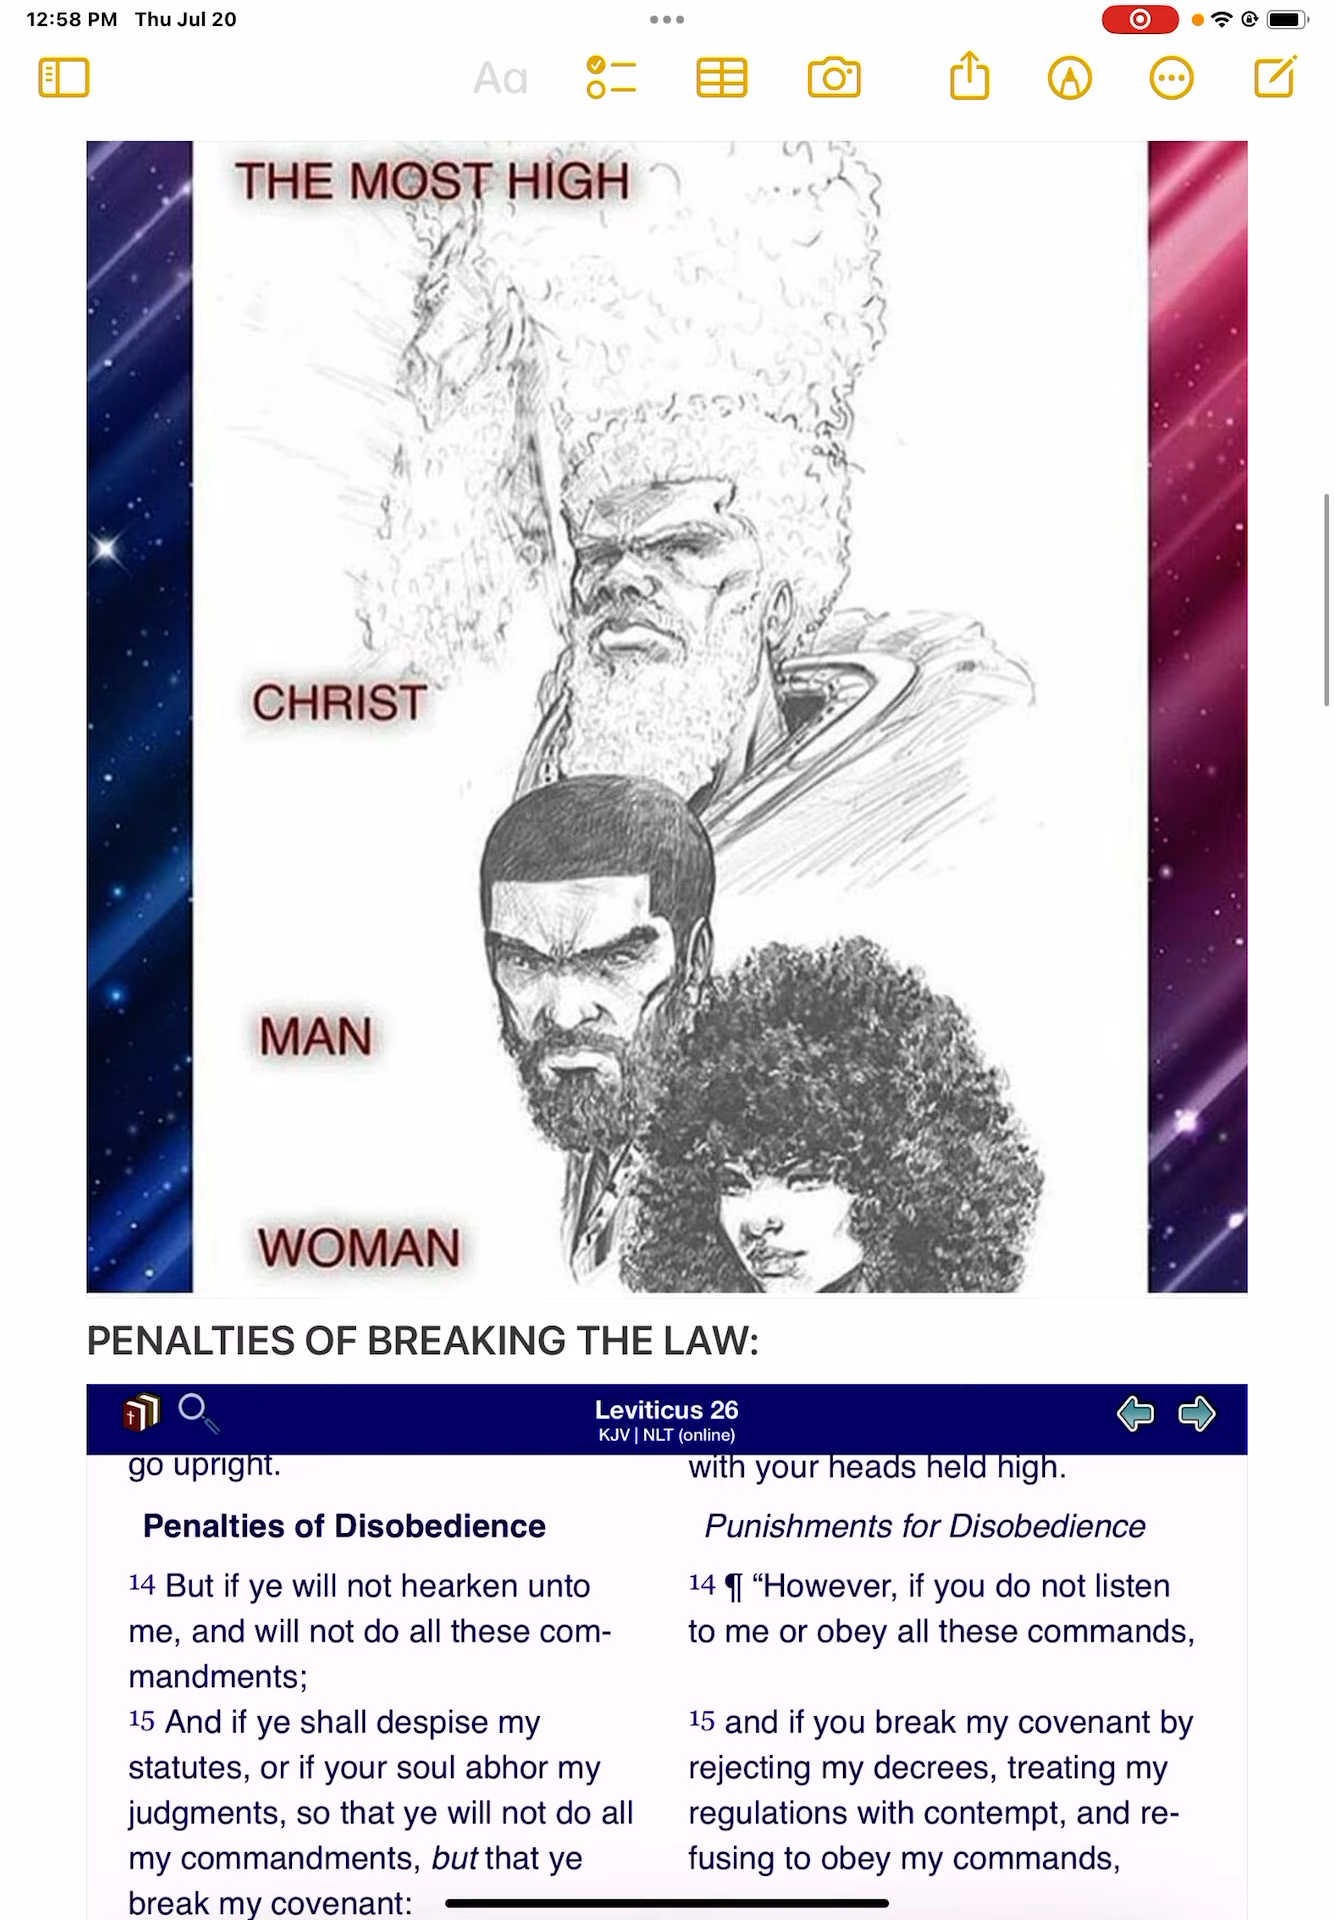 12:58 PM Thu Jul 20
Aa
THE MOST HIGH
CHRIST
MAN
WOMAN
PENALTIES OF BREAKING THE LAW:
Leviticus 26
KJV | NLT (online)
go upright.
Penalties of Disobedience
14 But if ye will not hearken unto
me, and will not do all these com-
mandments;
15 And if ye shall despise my
statutes, or if your soul abhor my
judgments, so that ye will not do all
my commandments, but that ye
break my covenant:
with your heads held high.
Punishments for Disobedience
14 ¶ “However, if you do not listen
to me or obey all these commands,
15 and if you break my covenant by
rejecting my decrees, treating my
regulations with contempt, and re-
fusing to obey my commands,